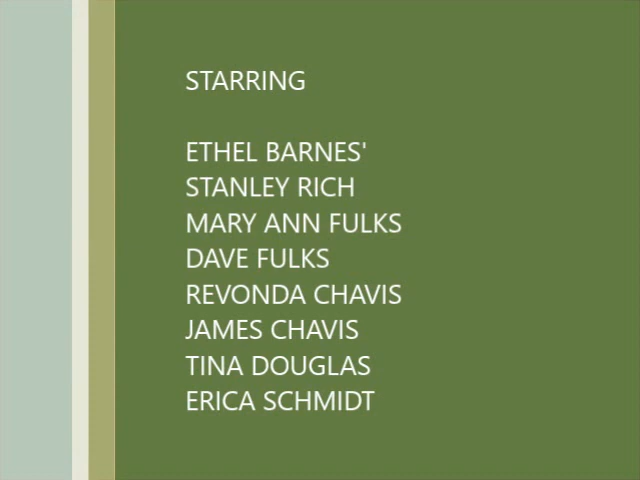 STARRING
ETHEL BARNES'
STANLEY RICH
MARY ANN FULKS
DAVE FULKS
REVONDA CHAVIS
JAMES CHAVIS
TINA DOUGLAS
ERICA SCHMIDT